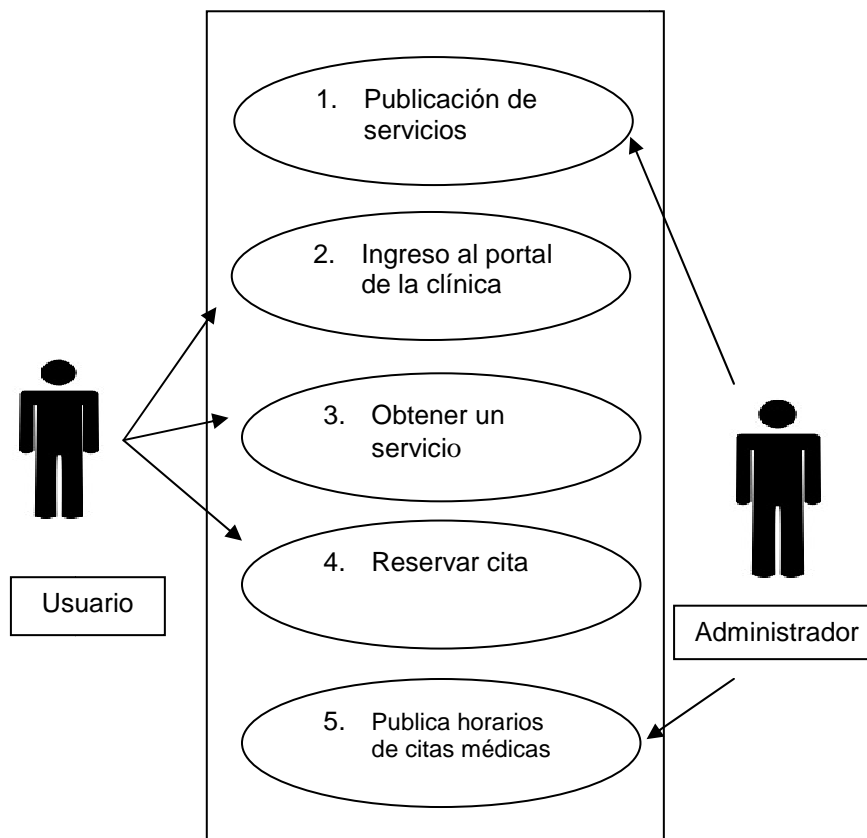 1. Publicación de
servicios
2. Ingreso al portal
de la clínica
3. Obtener un
servicio
4. Reservar cita
Usuario
Administrador
5. Publica horarios
de citas médicas